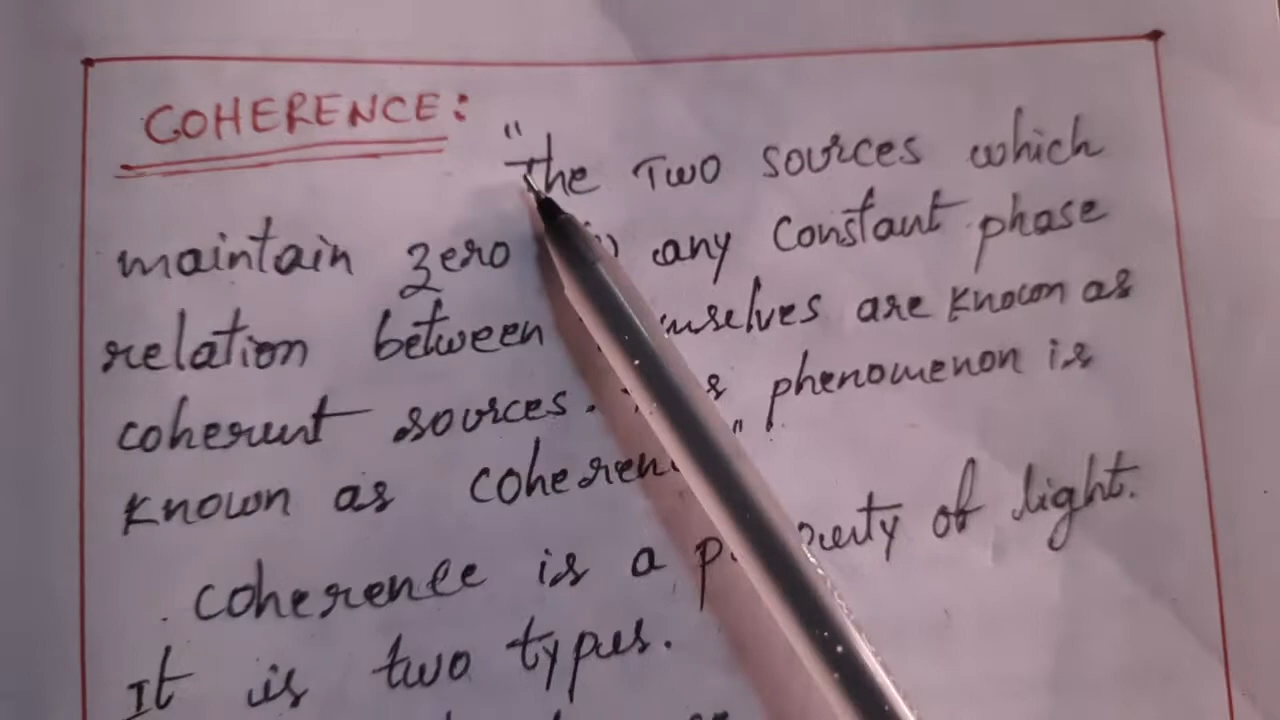 COHERENCE:
"The Two sources which
maintain zero any constant phase
relation between are known as
coherent sources. phenomenon is
known as
coherence is a of light.
It is two types.